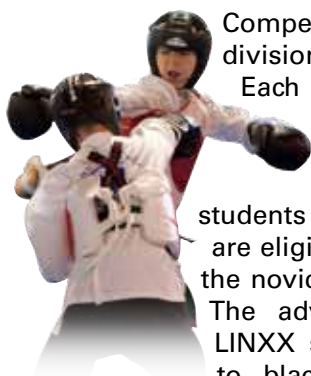 Compe
division
Each
students
are eligi
the novic
The adv
LINXX s
to blac